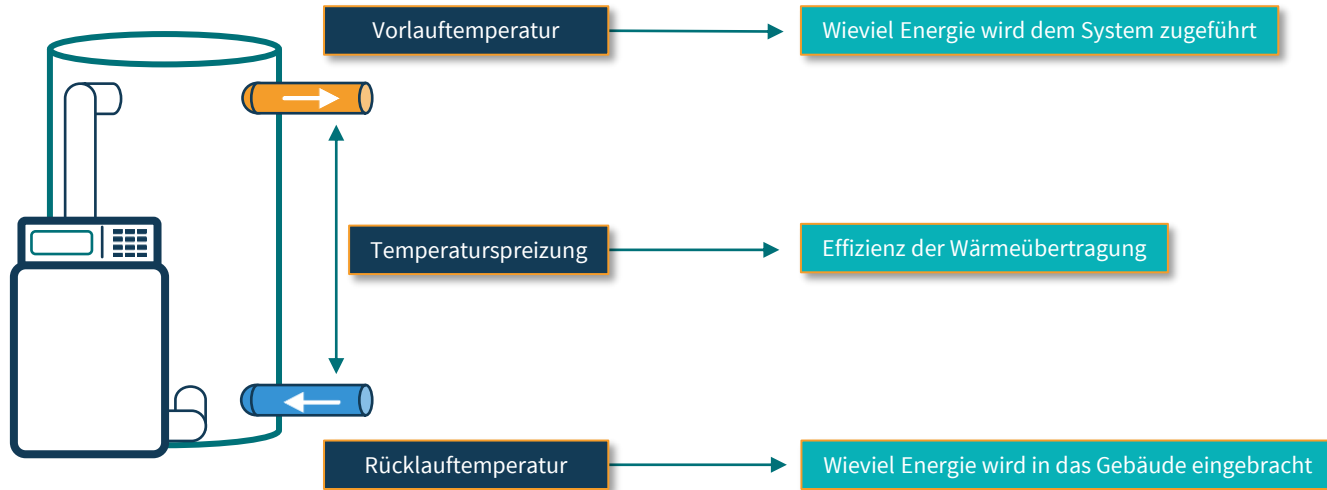 Vorlauftemperatur
Wieviel Energie wird dem System zugeführt
Temperaturspreizung
Effizienz der Wärmeübertragung
Rücklauftemperatur
Wieviel Energie wird in das Gebäude eingebracht